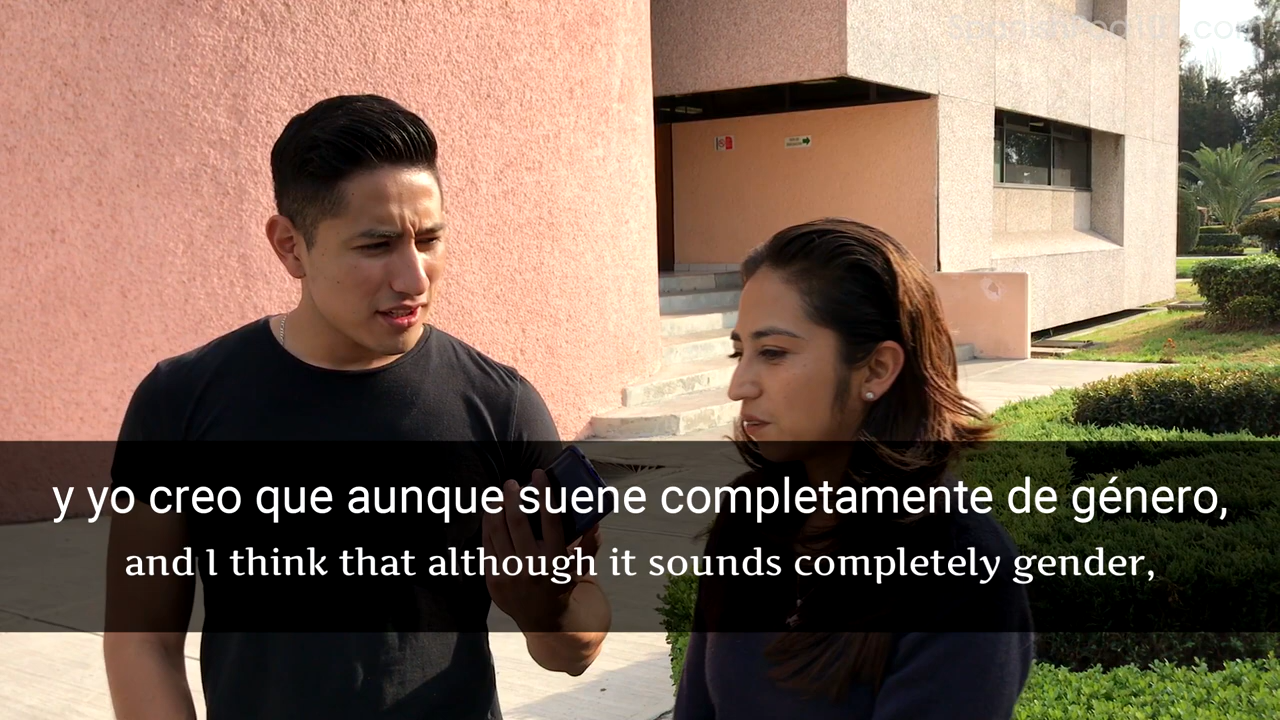 y yo creo que aunque suene completamente de género,
and I think that although it sounds completely gender,